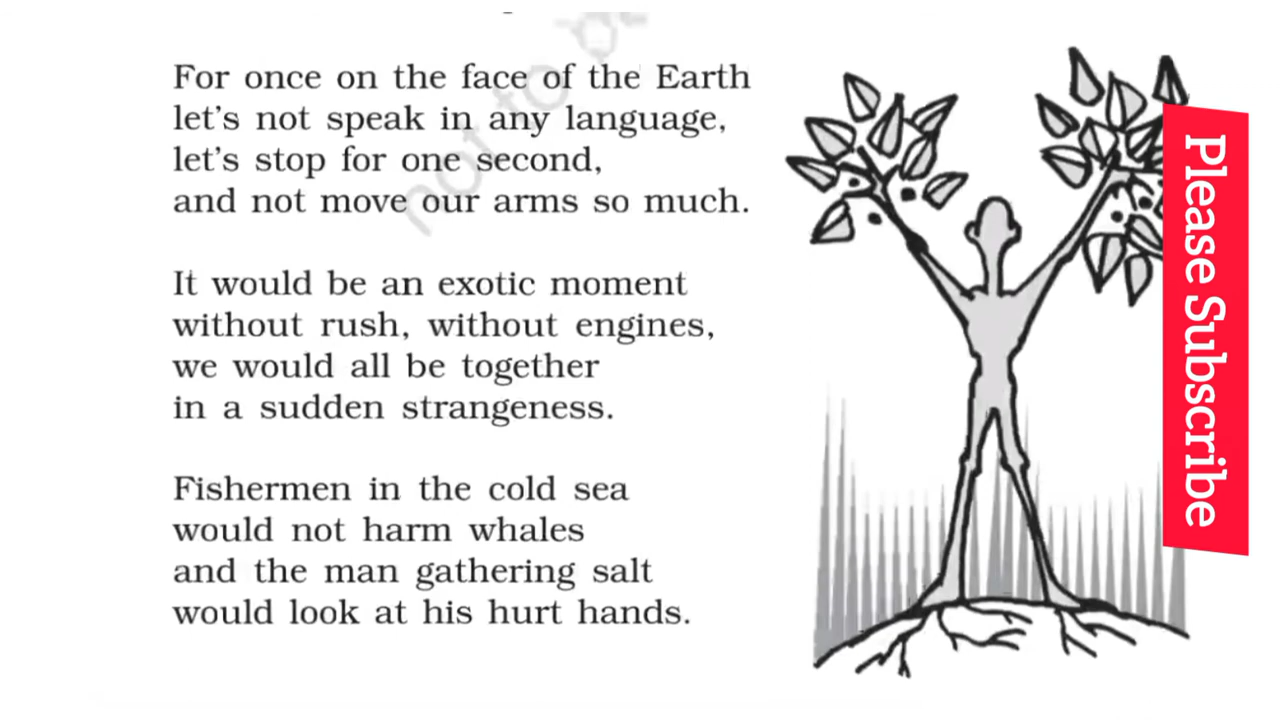 For once on the face of the Earth
let's not speak in any language,
let's stop for one second,
and not move our arms so much.
It would be an exotic moment
without rush, without engines,
we would all be together
in a sudden strangeness.
Fishermen in the cold sea
would not harm whales
and the man gathering salt
would look at his hurt hands.
not to be
Please Subscribe